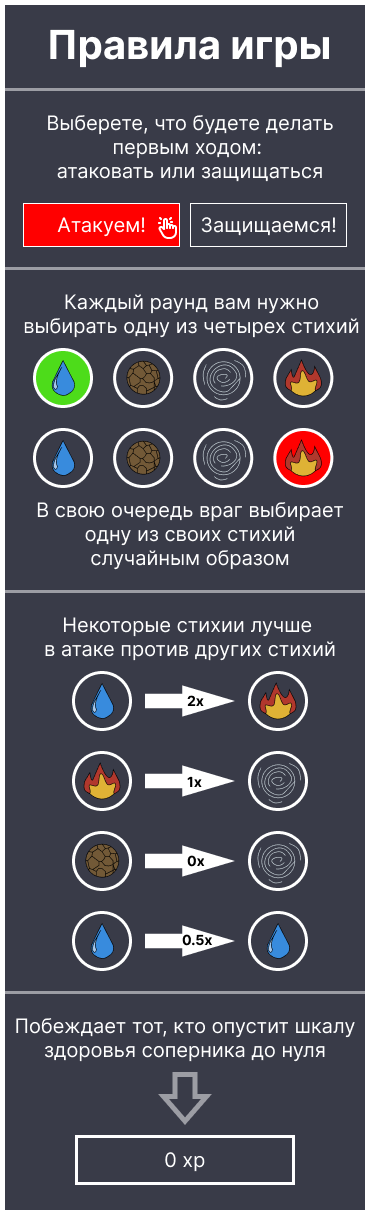 Правила игры
Выберете, что будете делать
первым ходом:
атаковать или защищаться
Атакуем!
Защищаемся!
Каждый раунд вам нужно
выбирать одну из четырех стихий
В свою очередь враг выбирает
одну из своих стихий
случайным образом
Некоторые стихии лучше
в атаке против других стихий
2x
1x
0x
0.5x
Побеждает тот, кто опустит шкалу
здоровья соперника до нуля
0 хр